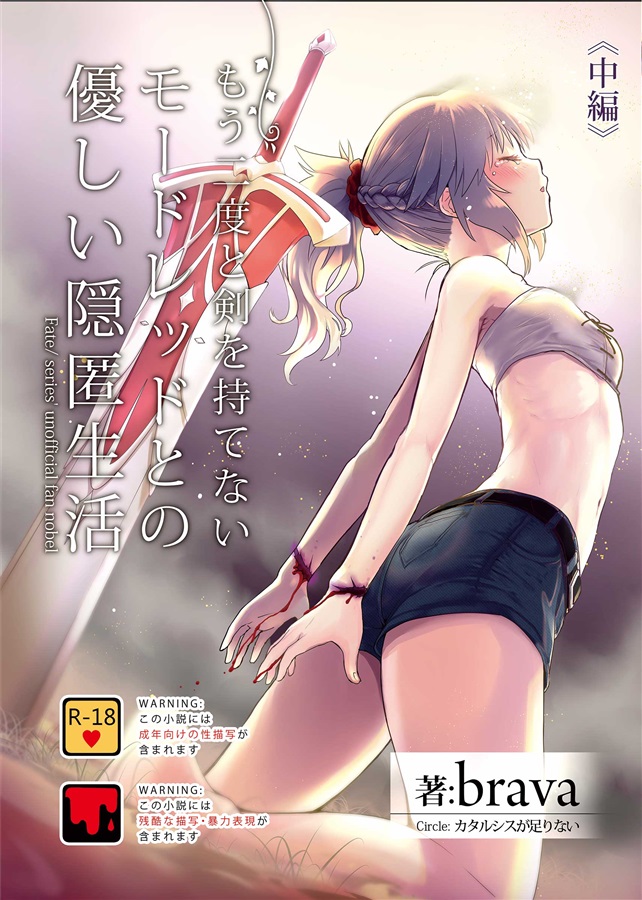 《中編》
もう二度と剣を持てない
モードレッドとの
優しい隠匿生活
Fate/ series unofficial fan nobel
R-18
WARNING:
この小説には
成年向けの性描写が
含まれます
WARNING:
この小説には
残酷な描写・暴力表現が
含まれます
著:brava
Circle: カタルシスが足りない